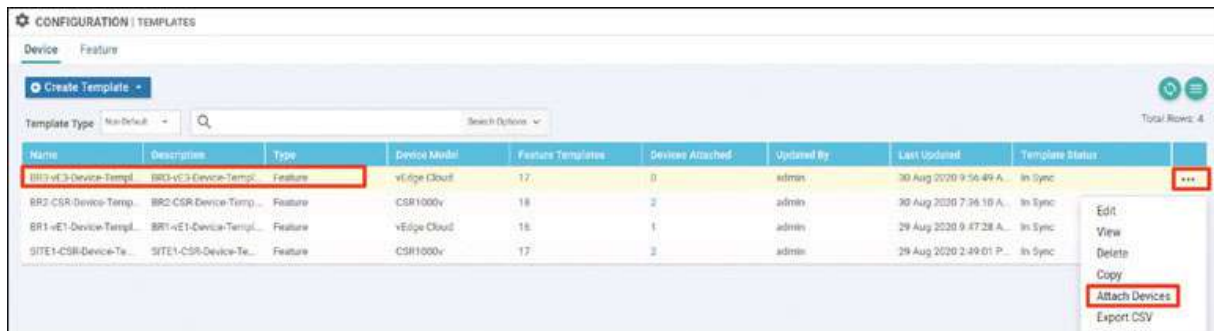 CONFIGURATION | TEMPLATES
Device Feature
Create Template
Template Type Non-Default Search Options Total Rows: 4
Name Description Type Device Model Feature Templates Devices Attached Updated By Last Updated Template Status
BR3-vE3-Device-Templ... BR3-vE3-Device-Templ... Feature vEdge Cloud 17 0 admin 30 Aug 2020 9:56:49 A... In Sync
BR2-CSR-Device-Temp... BR2-CSR-Device-Temp... Feature CSR1000v 18 2 admin 30 Aug 2020 7:36:10 A... In Sync
BR1-vE1-Device-Templ... BR1-vE1-Device-Templ... Feature vEdge Cloud 16 1 admin 29 Aug 2020 9:47:28 A... In Sync
SITE1-CSR-Device-Te... SITE1-CSR-Device-Te... Feature CSR1000v 17 2 admin 29 Aug 2020 2:49:01 P... In Sync
Edit
View
Delete
Copy
Attach Devices
Export CSV